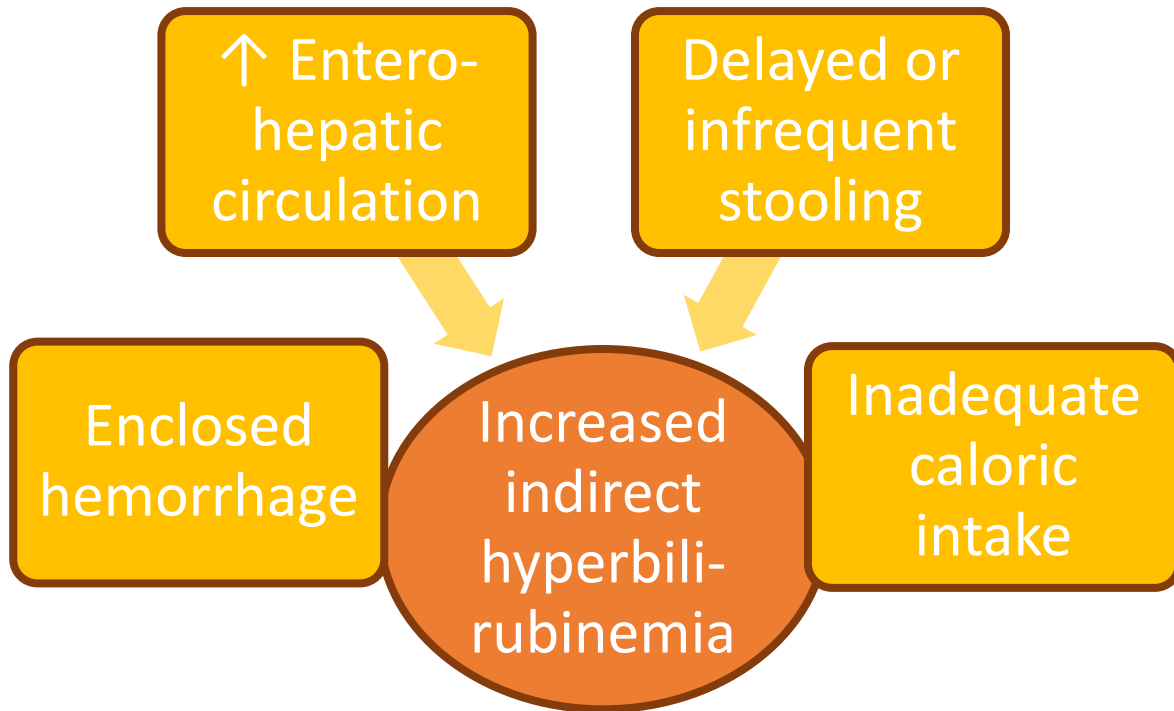 ↑ Entero-
hepatic
circulation
Delayed or
infrequent
stooling
Enclosed
hemorrhage
Increased
indirect
hyperbili-
rubinemia
Inadequate
caloric
intake